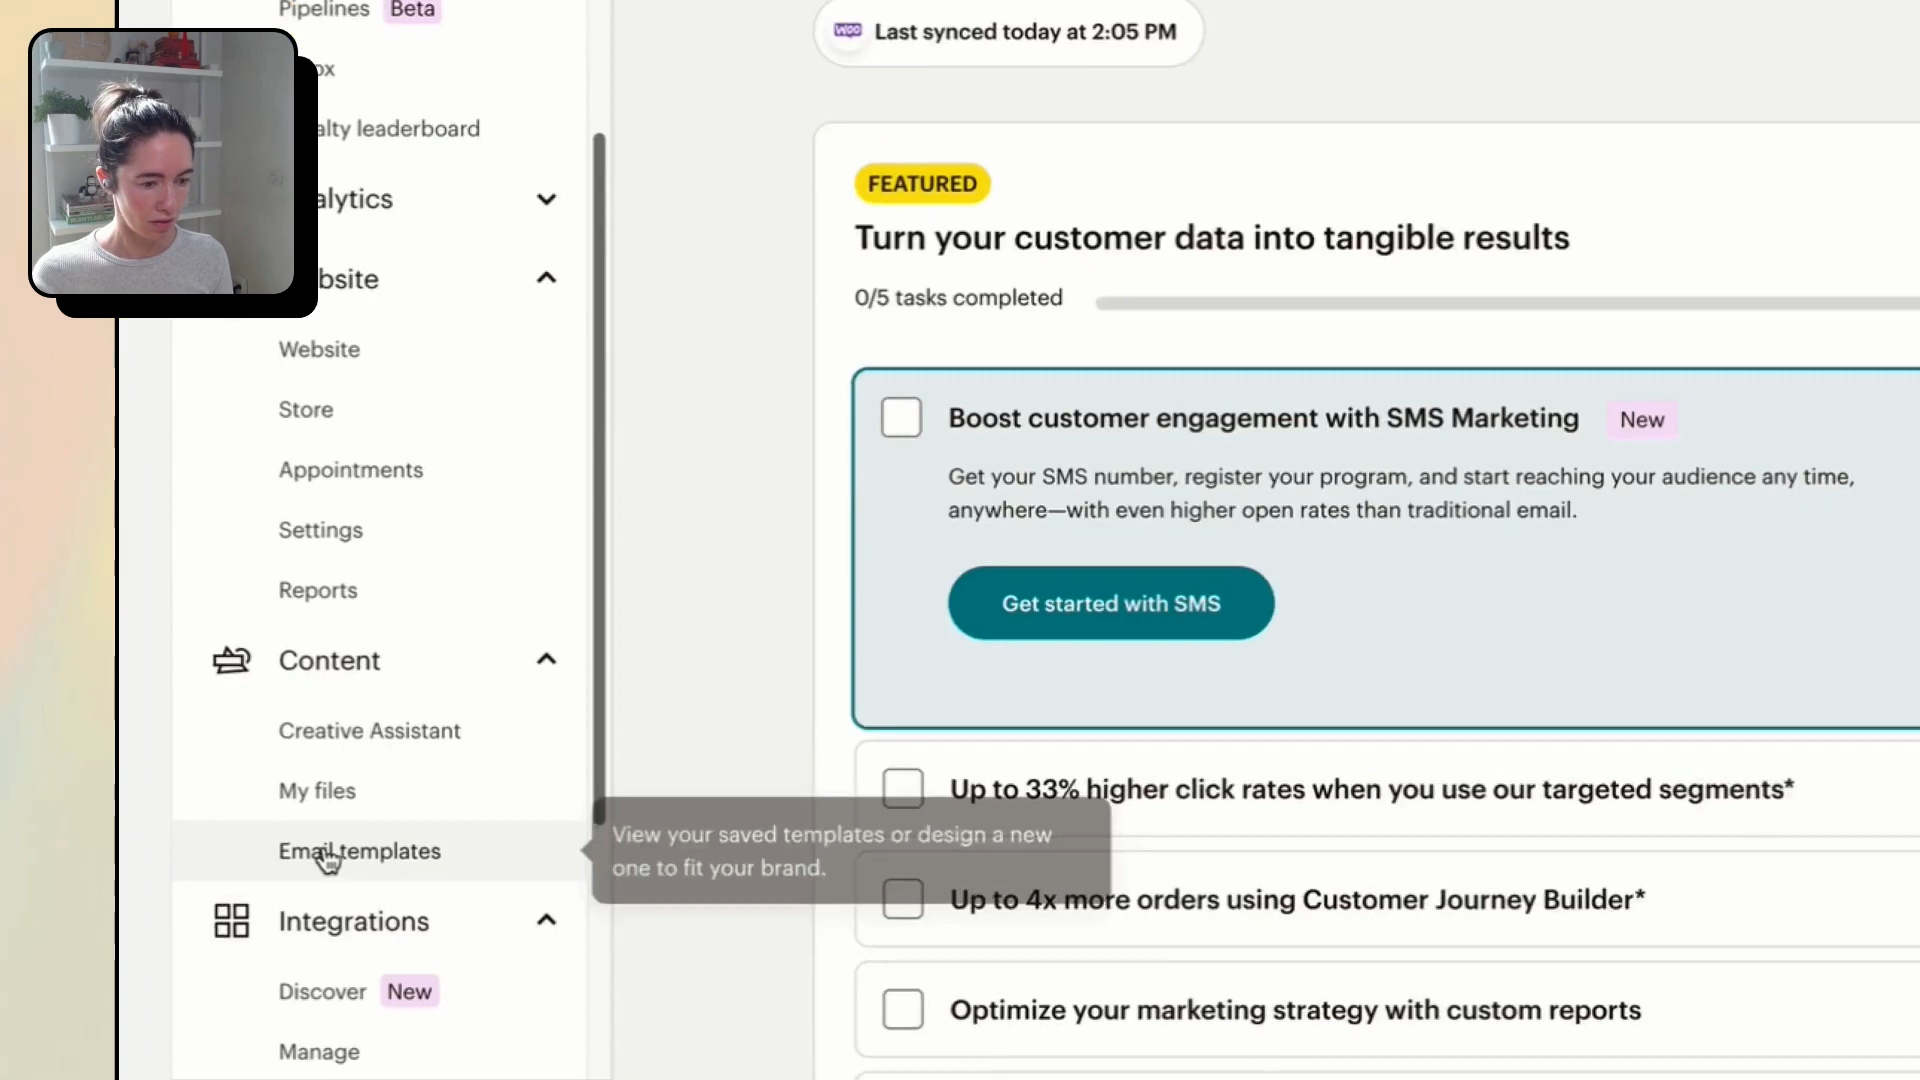 Pipelines Beta
ox
alty leaderboard
alytics
bsite
Website
Store
Appointments
Settings
Reports
Content
Creative Assistant
My files
Email templates
Integrations
Discover New
Manage
Woo Last synced today at 2:05 PM
FEATURED
Turn your customer data into tangible results
0/5 tasks completed
Boost customer engagement with SMS Marketing New
Get your SMS number, register your program, and start reaching your audience any time,
anywhere—with even higher open rates than traditional email.
Get started with SMS
Up to 33% higher click rates when you use our targeted segments*
View your saved templates or design a new
one to fit your brand.
Up to 4x more orders using Customer Journey Builder*
Optimize your marketing strategy with custom reports